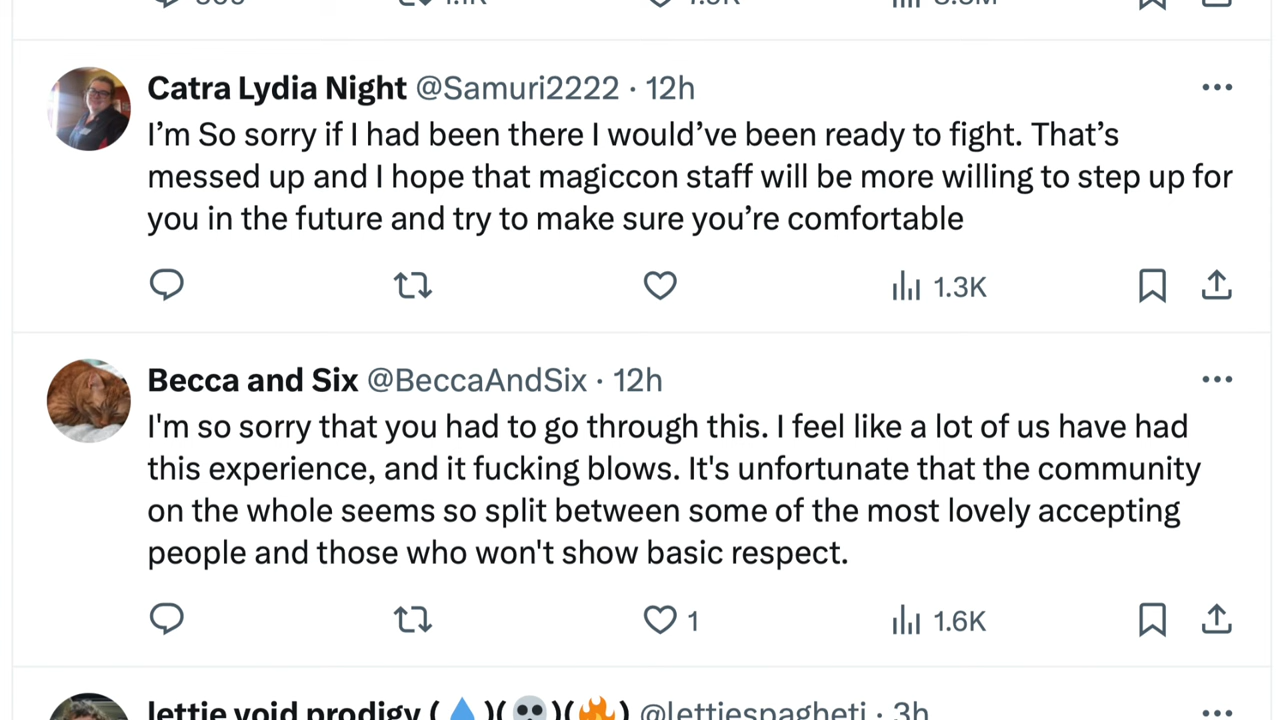 Catra Lydia Night @Samuri2222 · 12h
I’m So sorry if I had been there I would’ve been ready to fight. That’s
messed up and I hope that magiccon staff will be more willing to step up for
you in the future and try to make sure you’re comfortable
1.3K
Becca and Six @BeccaAndSix · 12h
I'm so sorry that you had to go through this. I feel like a lot of us have had
this experience, and it fucking blows. It's unfortunate that the community
on the whole seems so split between some of the most lovely accepting
people and those who won't show basic respect.
1 1.6K
lettie void prodigy (💧)(💀)(🔥) @lettiespagheti · 3h